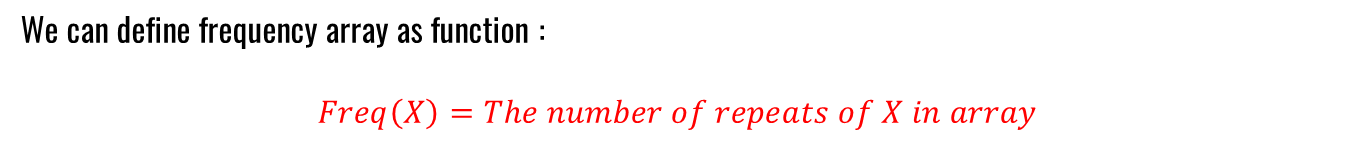 We can define frequency array as function :
Freq(X) = The number of repeats of X in array